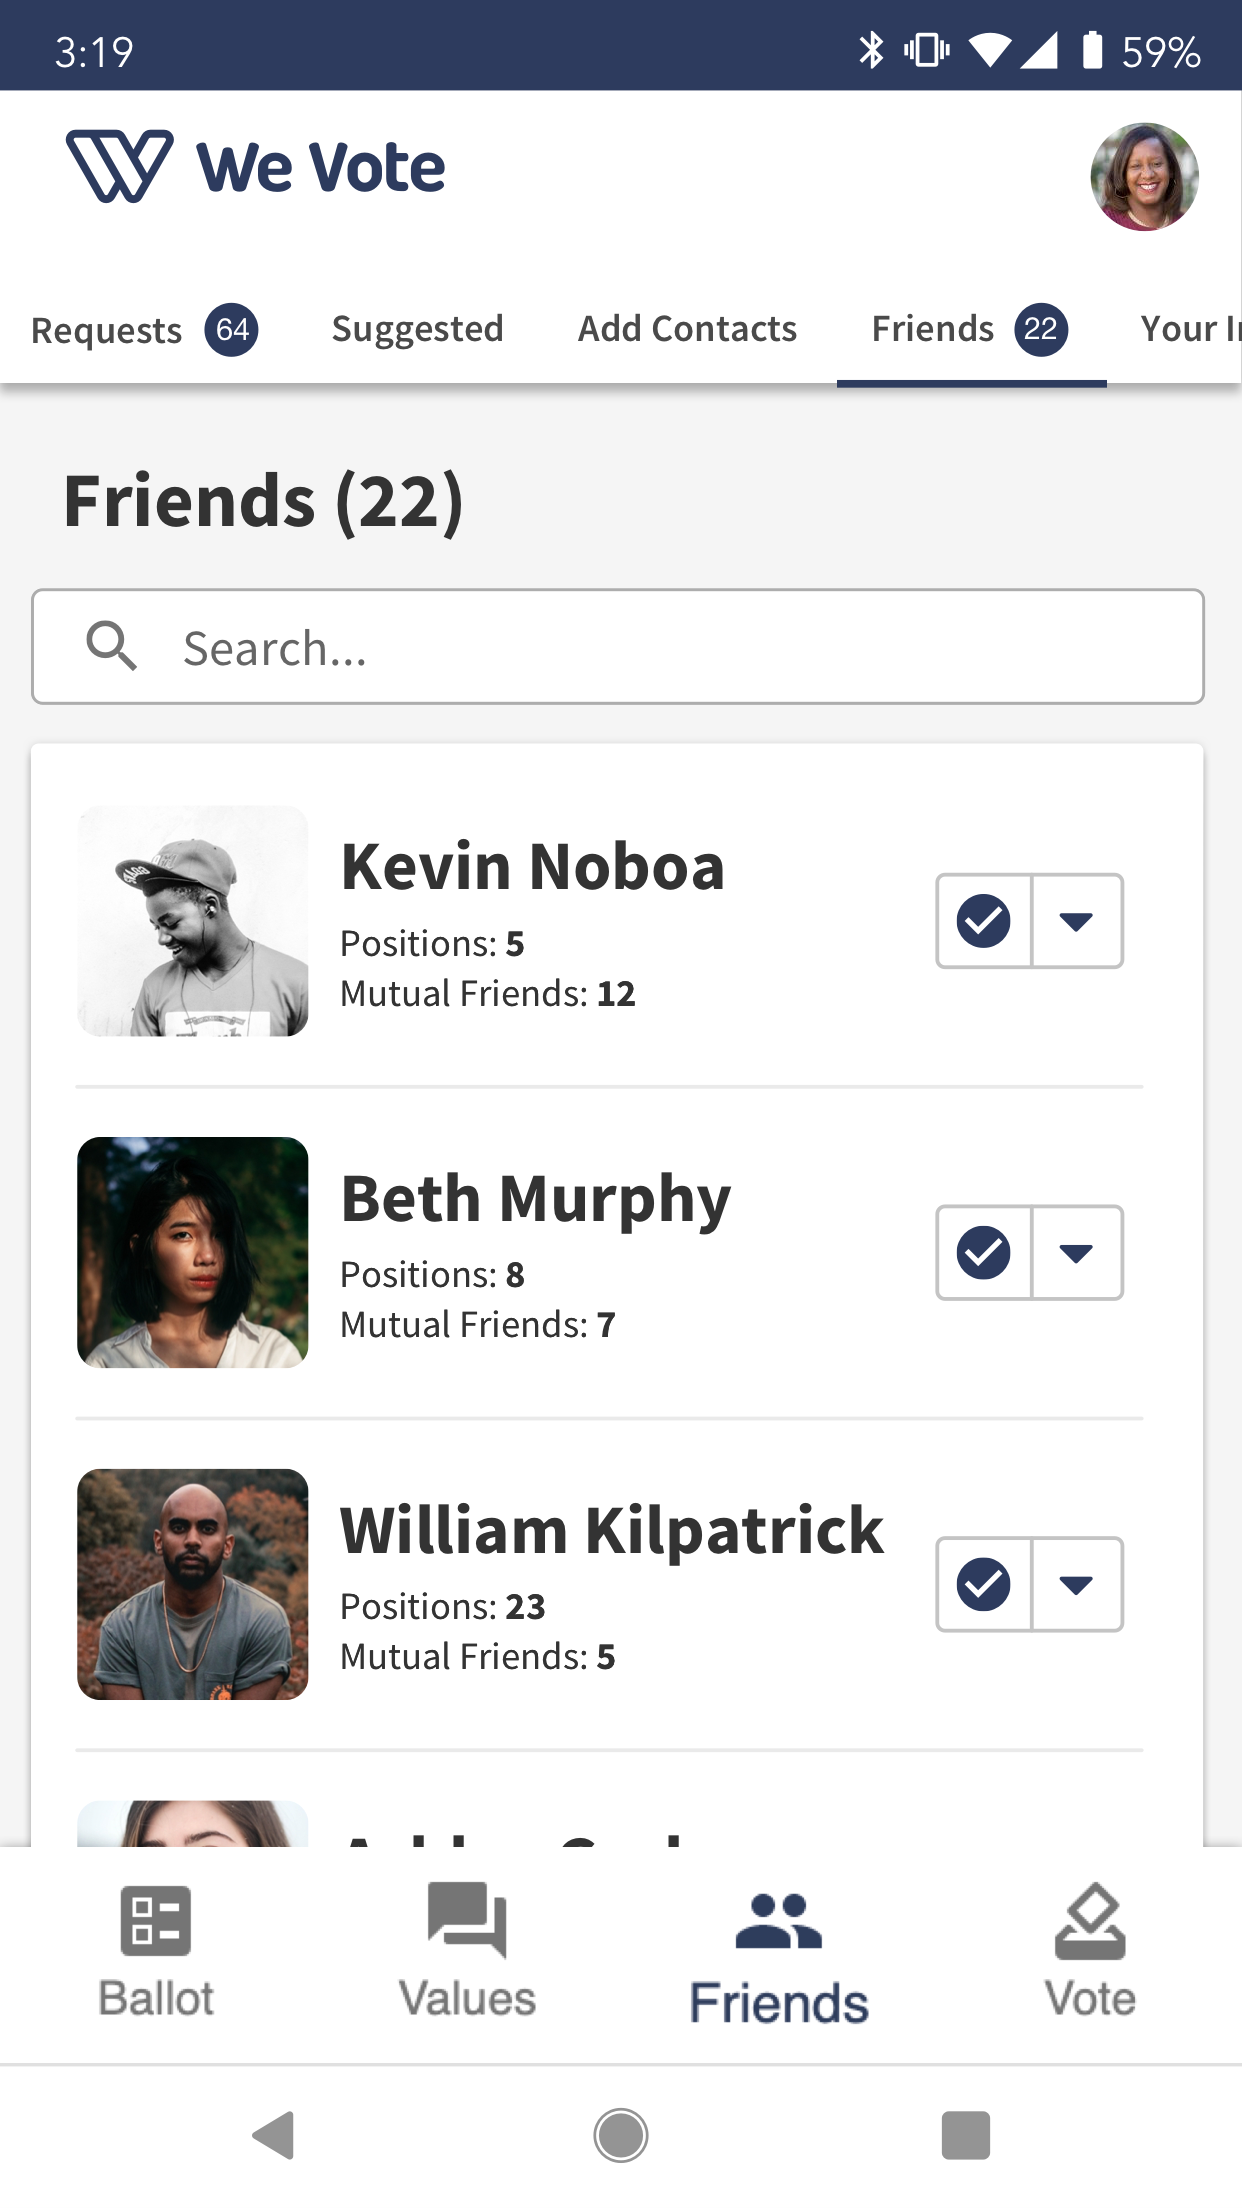 3:19 59%
We Vote
Requests 64 Suggested Add Contacts Friends 22 Your
Friends (22)
Search...
Kevin Noboa
Positions: 5
Mutual Friends: 12
Beth Murphy
Positions: 8
Mutual Friends: 7
William Kilpatrick
Positions: 23
Mutual Friends: 5
Ballot Values Friends Vote